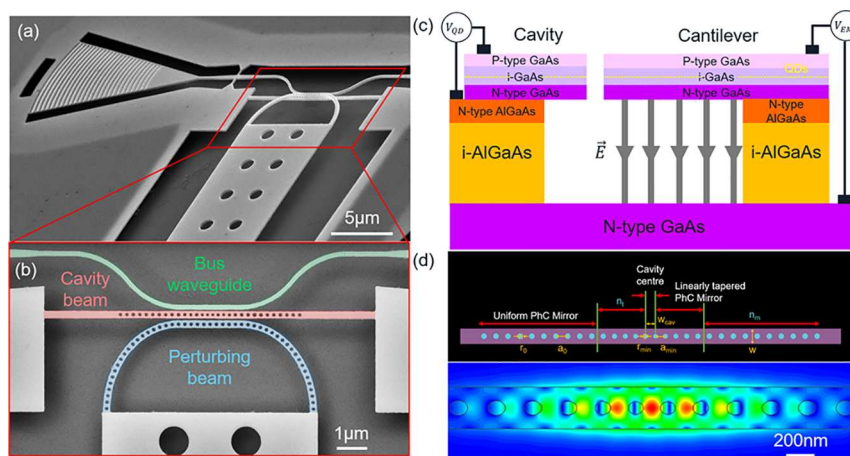 (a)
5μm
(b)
Bus
waveguide
Cavity
beam
Perturbing
beam
1μm
(c)
V_QD
Cavity
Cantilever
V_EM
P-type GaAs
P-type GaAs
QDs
i-GaAs
i-GaAs
N-type GaAs
N-type GaAs
N-type AlGaAs
N-type
AlGaAs
i-AlGaAs
E⃗
i-AlGaAs
N-type GaAs
(d)
Cavity
centre
Linearly tapered
PhC Mirror
Uniform PhC Mirror
n_t
n_m
w_cav
r_0
a_0
r_min
a_min
w
200nm